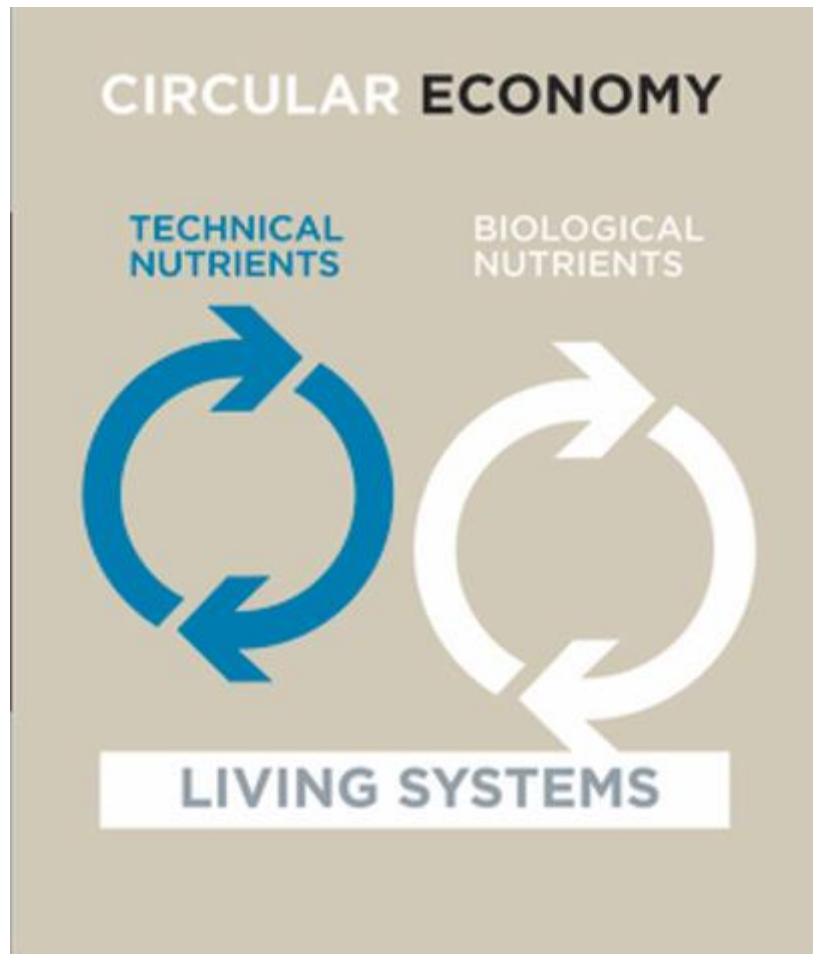 CIRCULAR ECONOMY
TECHNICAL
NUTRIENTS
BIOLOGICAL
NUTRIENTS
LIVING SYSTEMS